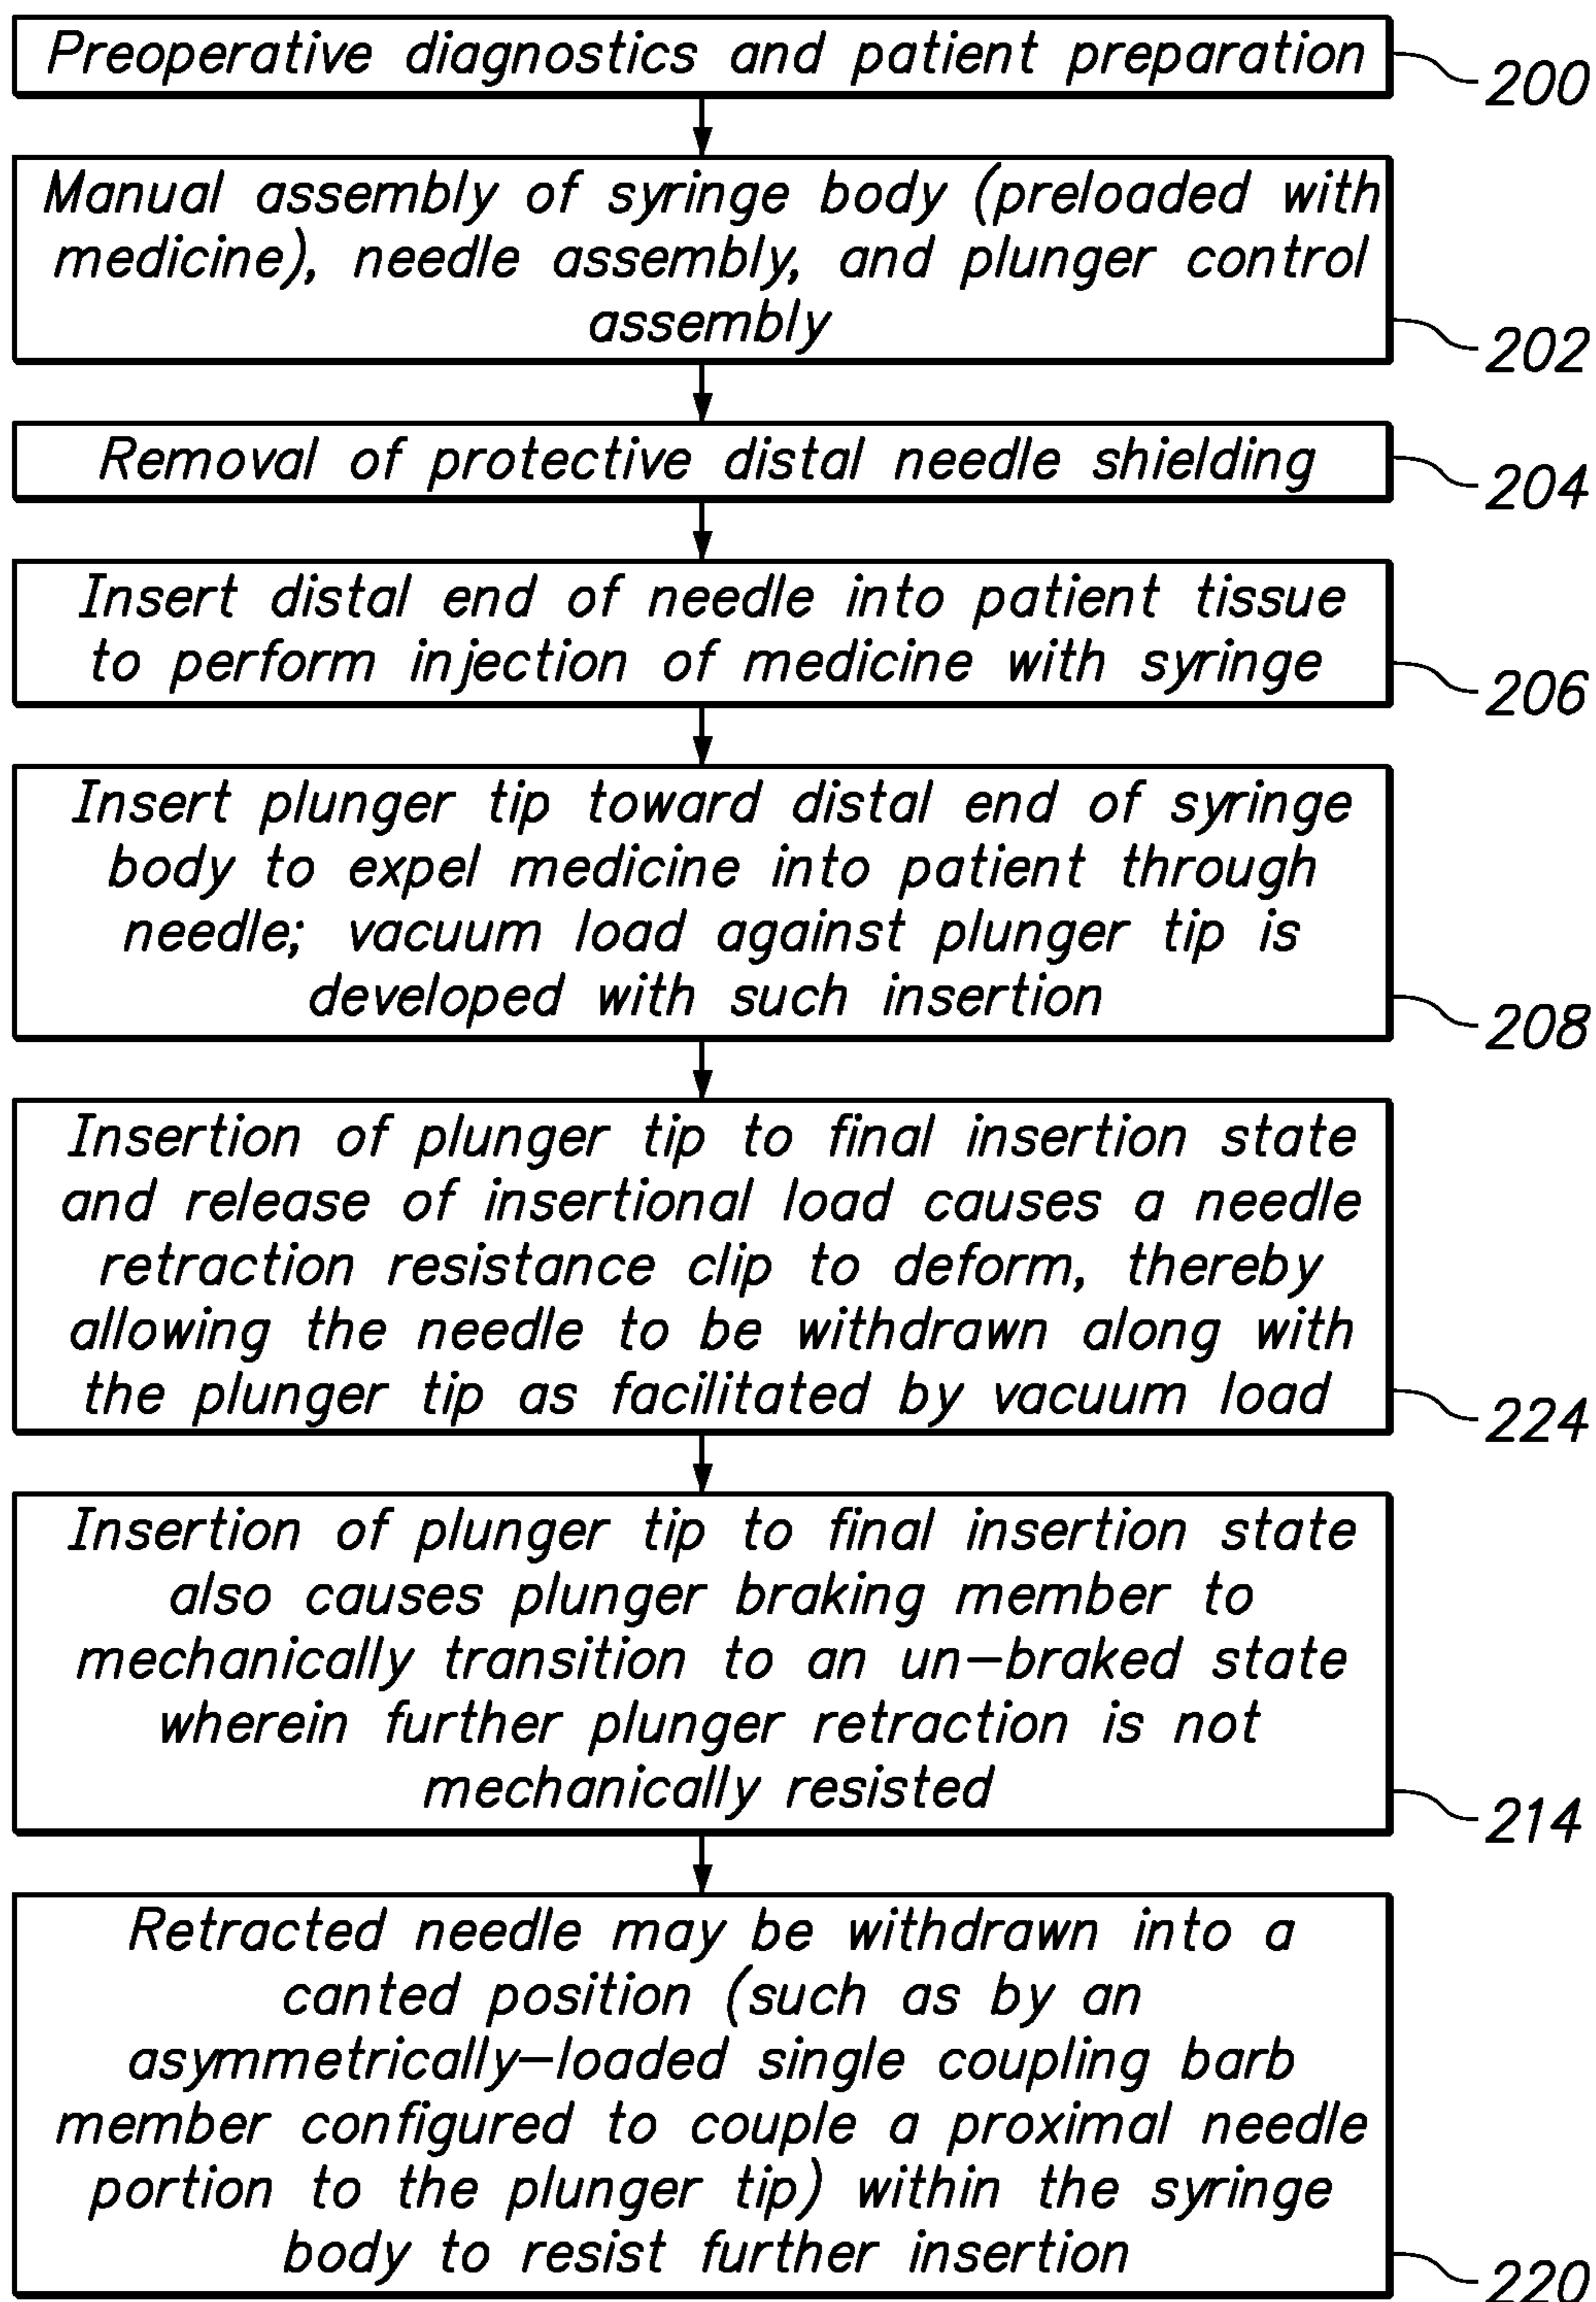 Preoperative diagnostics and patient preparation
200
Manual assembly of syringe body (preloaded with
medicine), needle assembly, and plunger control
assembly
202
Removal of protective distal needle shielding
204
Insert distal end of needle into patient tissue
to perform injection of medicine with syringe
206
Insert plunger tip toward distal end of syringe
body to expel medicine into patient through
needle; vacuum load against plunger tip is
developed with such insertion
208
Insertion of plunger tip to final insertion state
and release of insertional load causes a needle
retraction resistance clip to deform, thereby
allowing the needle to be withdrawn along with
the plunger tip as facilitated by vacuum load
224
Insertion of plunger tip to final insertion state
also causes plunger braking member to
mechanically transition to an un-braked state
wherein further plunger retraction is not
mechanically resisted
214
Retracted needle may be withdrawn into a
canted position (such as by an
asymmetrically-loaded single coupling barb
member configured to couple a proximal needle
portion to the plunger tip) within the syringe
body to resist further insertion
220